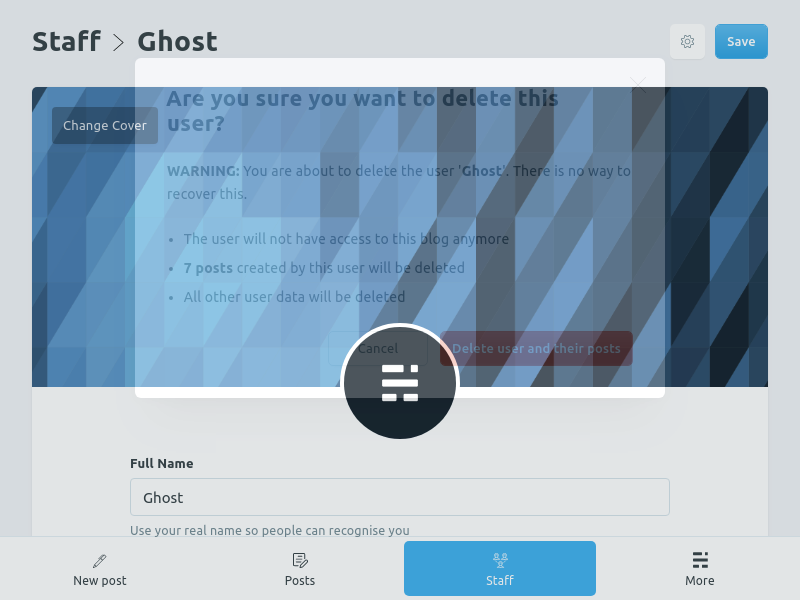 Staff > Ghost
Save
Change Cover
Are you sure you want to delete this
user?
WARNING: You are about to delete the user 'Ghost'. There is no way to
recover this.
• The user will not have access to this blog anymore
• 7 posts created by this user will be deleted
• All other user data will be deleted
Cancel
Delete user and their posts
Full Name
Ghost
Use your real name so people can recognise you
New post
Posts
Staff
More